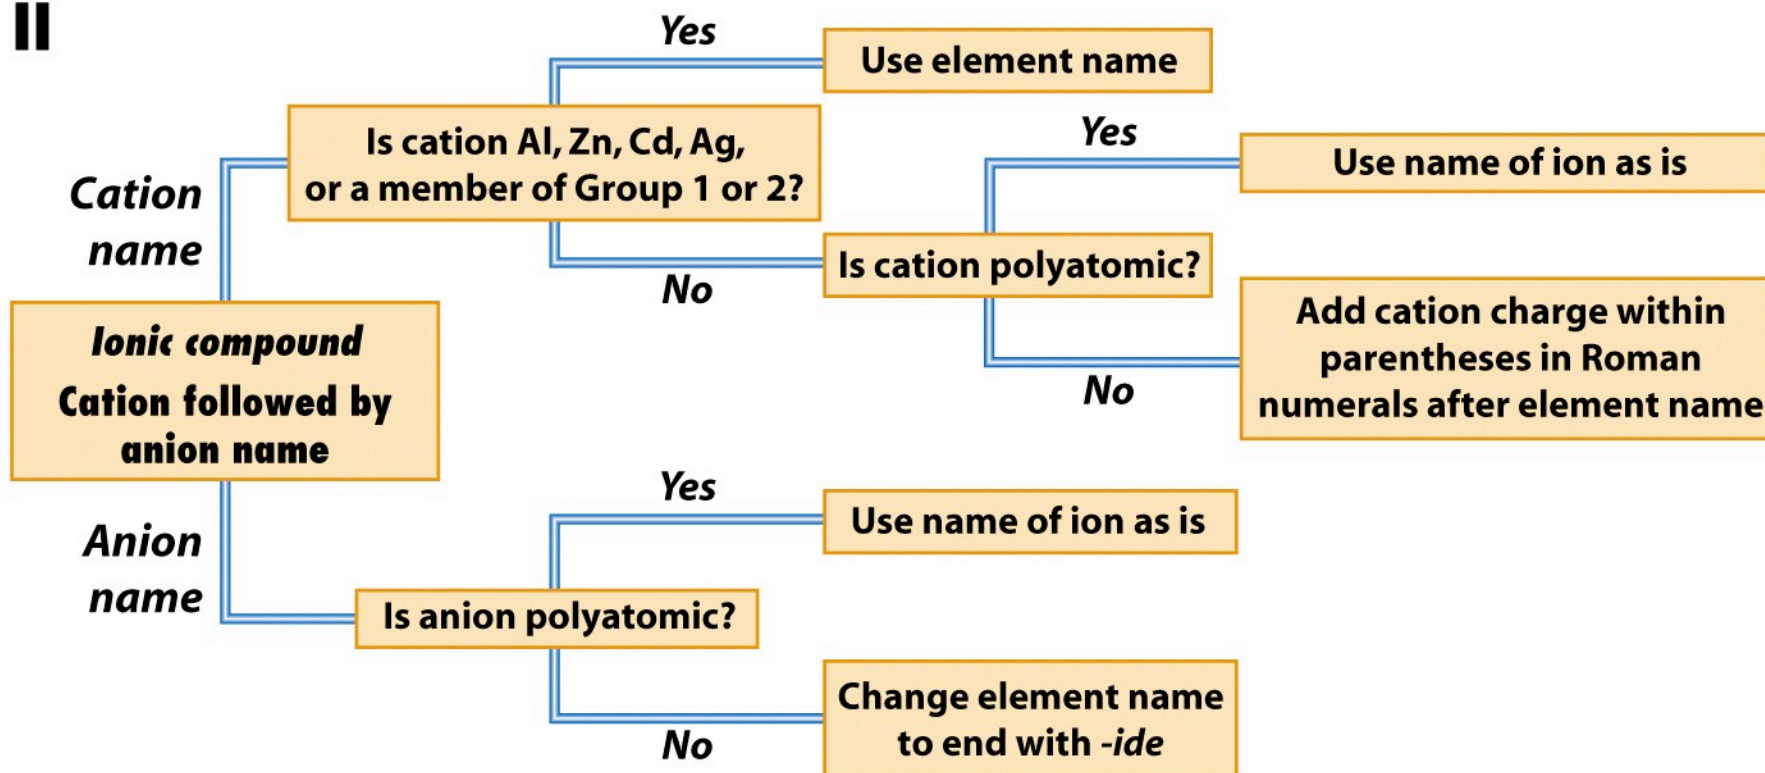 II
Yes
Use element name
Is cation Al, Zn, Cd, Ag,
or a member of Group 1 or 2?
Yes
Use name of ion as is
Cation
name
No
Is cation polyatomic?
Ionic compound
Cation followed by
anion name
Add cation charge within
parentheses in Roman
numerals after element name
No
Anion
name
Yes
Use name of ion as is
Is anion polyatomic?
No
Change element name
to end with -ide